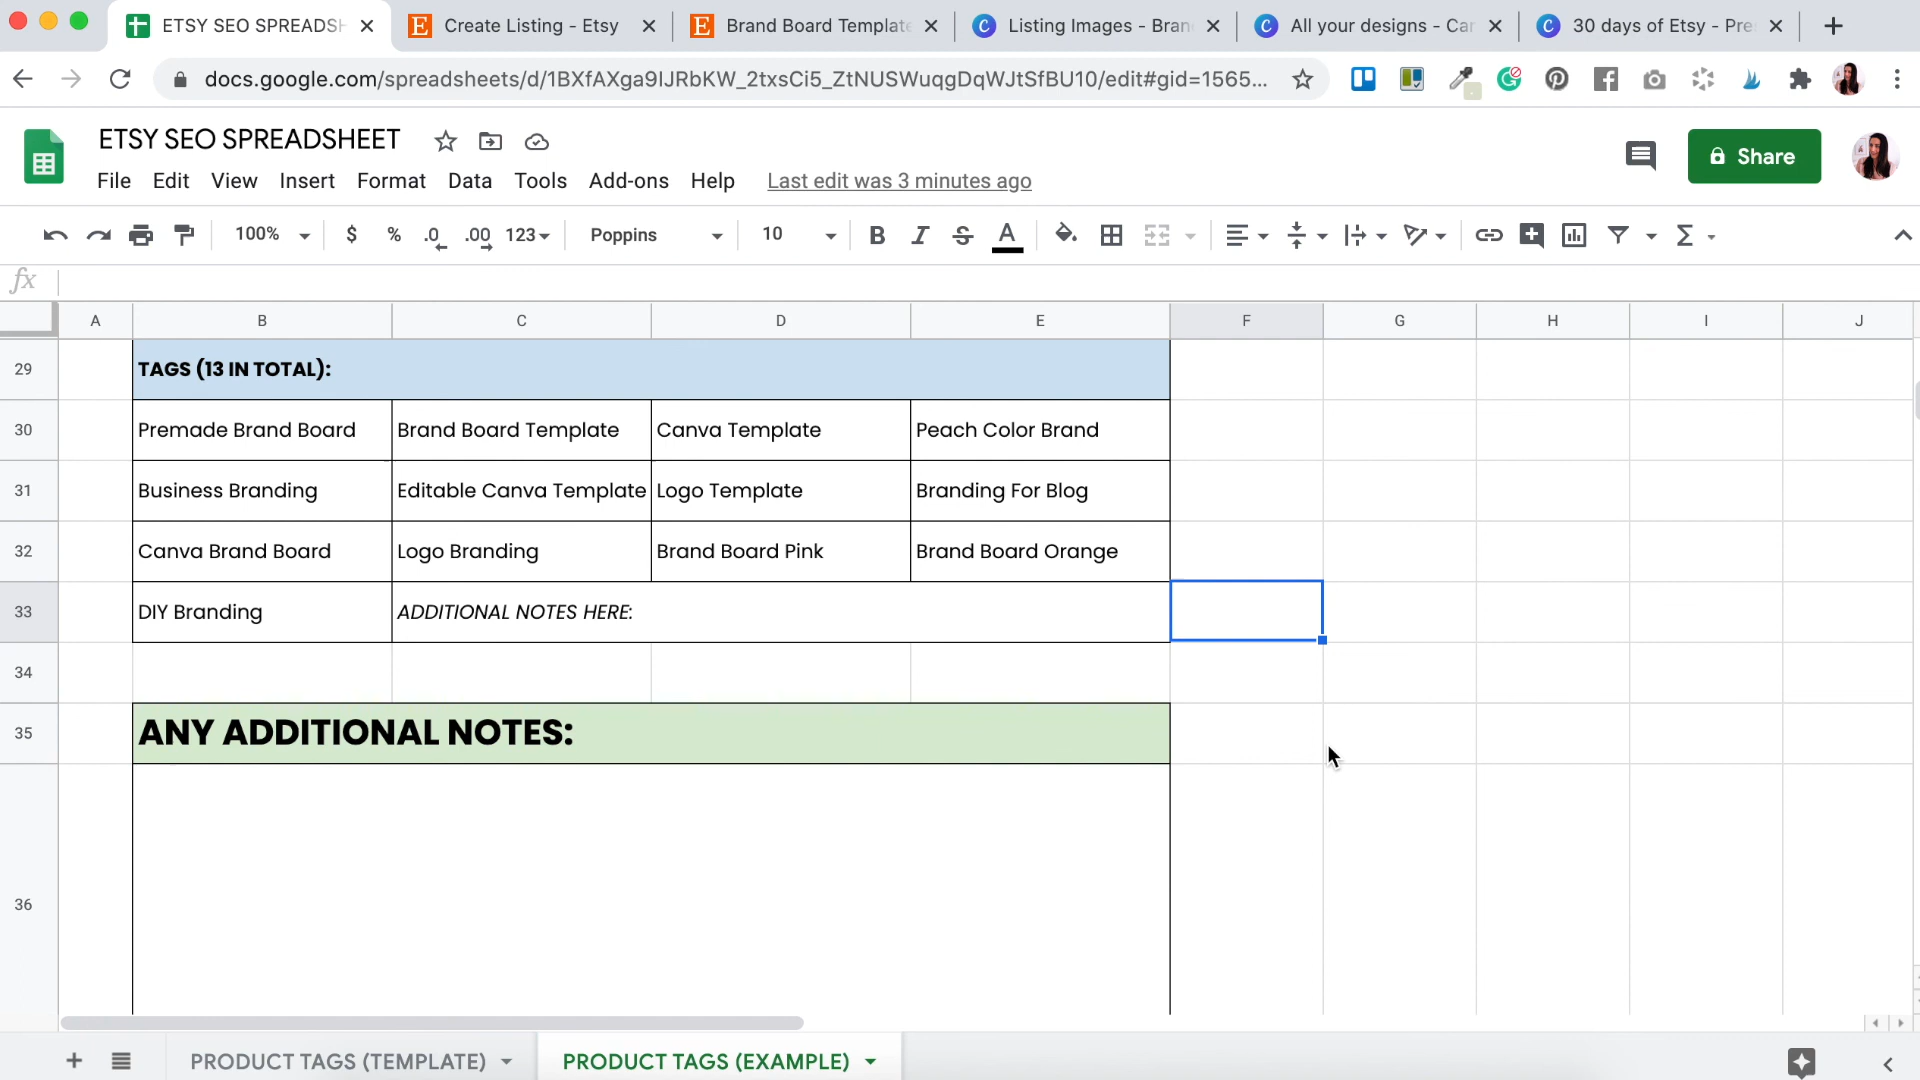 ETSY SEO SPREADSH
Create Listing - Etsy
Brand Board Template
Listing Images - Bran
All your designs - Can
30 days of Etsy - Pre
docs.google.com/spreadsheets/d/1BXfAXga9IJRbKW_2txsCi5_ZtNUSWuqgDqWJtSfBU10/edit#gid=1565...
ETSY SEO SPREADSHEET
Share
File Edit View Insert Format Data Tools Add-ons Help Last edit was 3 minutes ago
100% $ % .0 .00 123 Poppins 10 B I S A Σ
fx
A B C D E F G H I J
29 TAGS (13 IN TOTAL):
30 Premade Brand Board Brand Board Template Canva Template Peach Color Brand
31 Business Branding Editable Canva Template Logo Template Branding For Blog
32 Canva Brand Board Logo Branding Brand Board Pink Brand Board Orange
33 DIY Branding ADDITIONAL NOTES HERE:
34
35 ANY ADDITIONAL NOTES:
36
PRODUCT TAGS (TEMPLATE) PRODUCT TAGS (EXAMPLE)